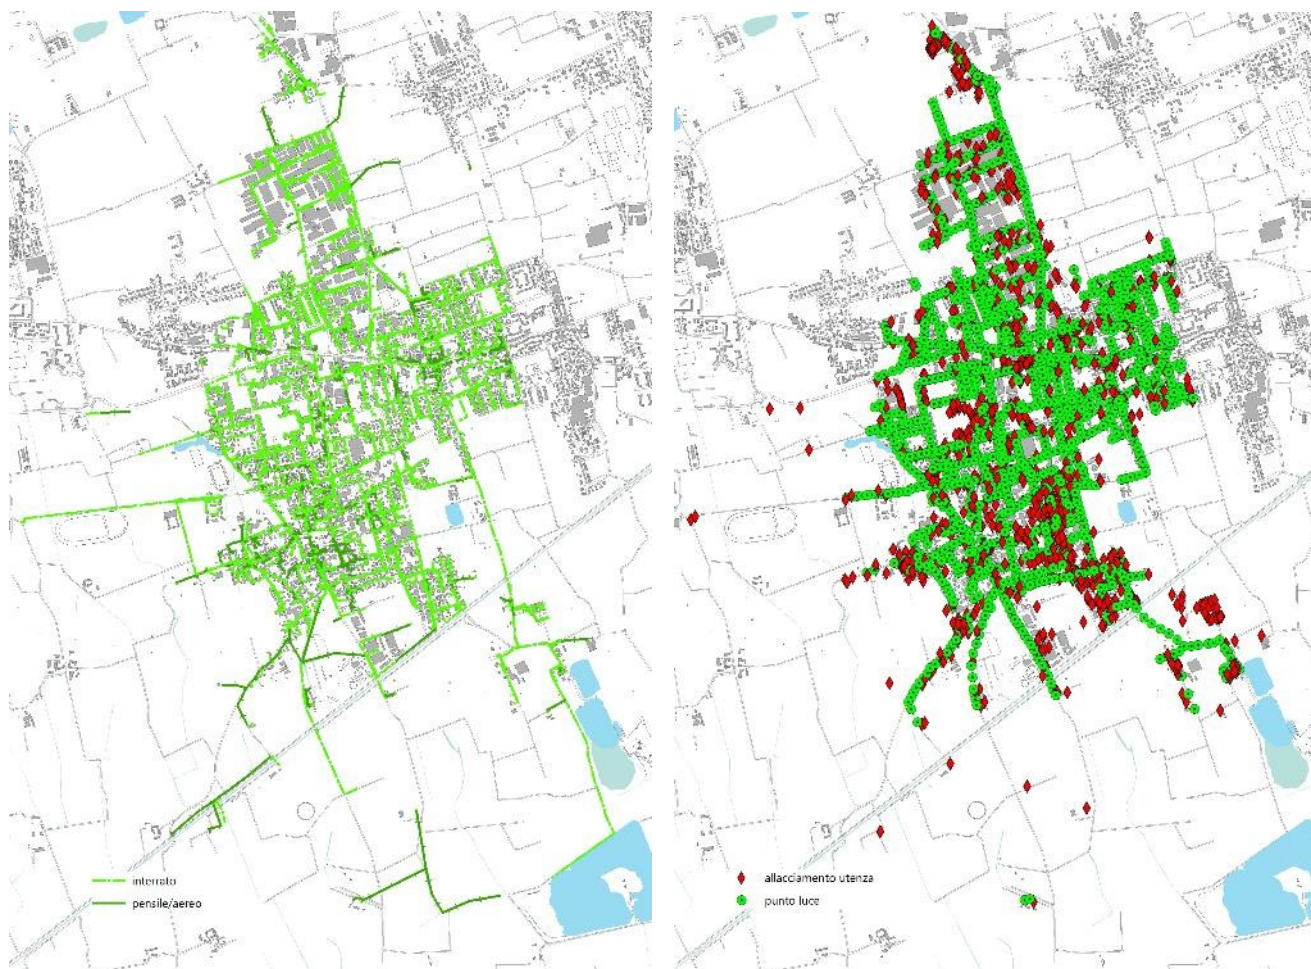 interrato
pensile/aereo
allacciamento utenza
punto luce